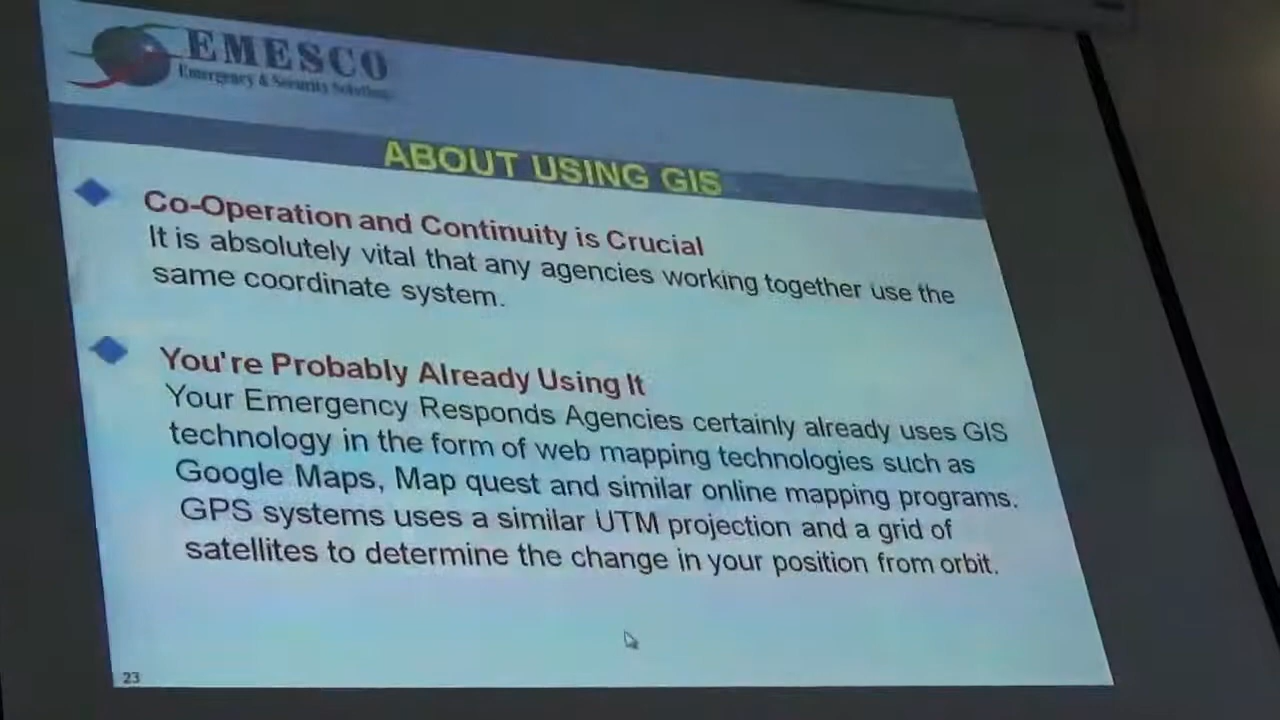 EMESCO
Emergency & Security Solutions
ABOUT USING GIS
Co-Operation and Continuity is Crucial
It is absolutely vital that any agencies working together use the
same coordinate system.
You're Probably Already Using It
Your Emergency Responds Agencies certainly already uses GIS
technology in the form of web mapping technologies such as
Google Maps, Map quest and similar online mapping programs.
GPS systems uses a similar UTM projection and a grid of
satellites to determine the change in your position from orbit.
23